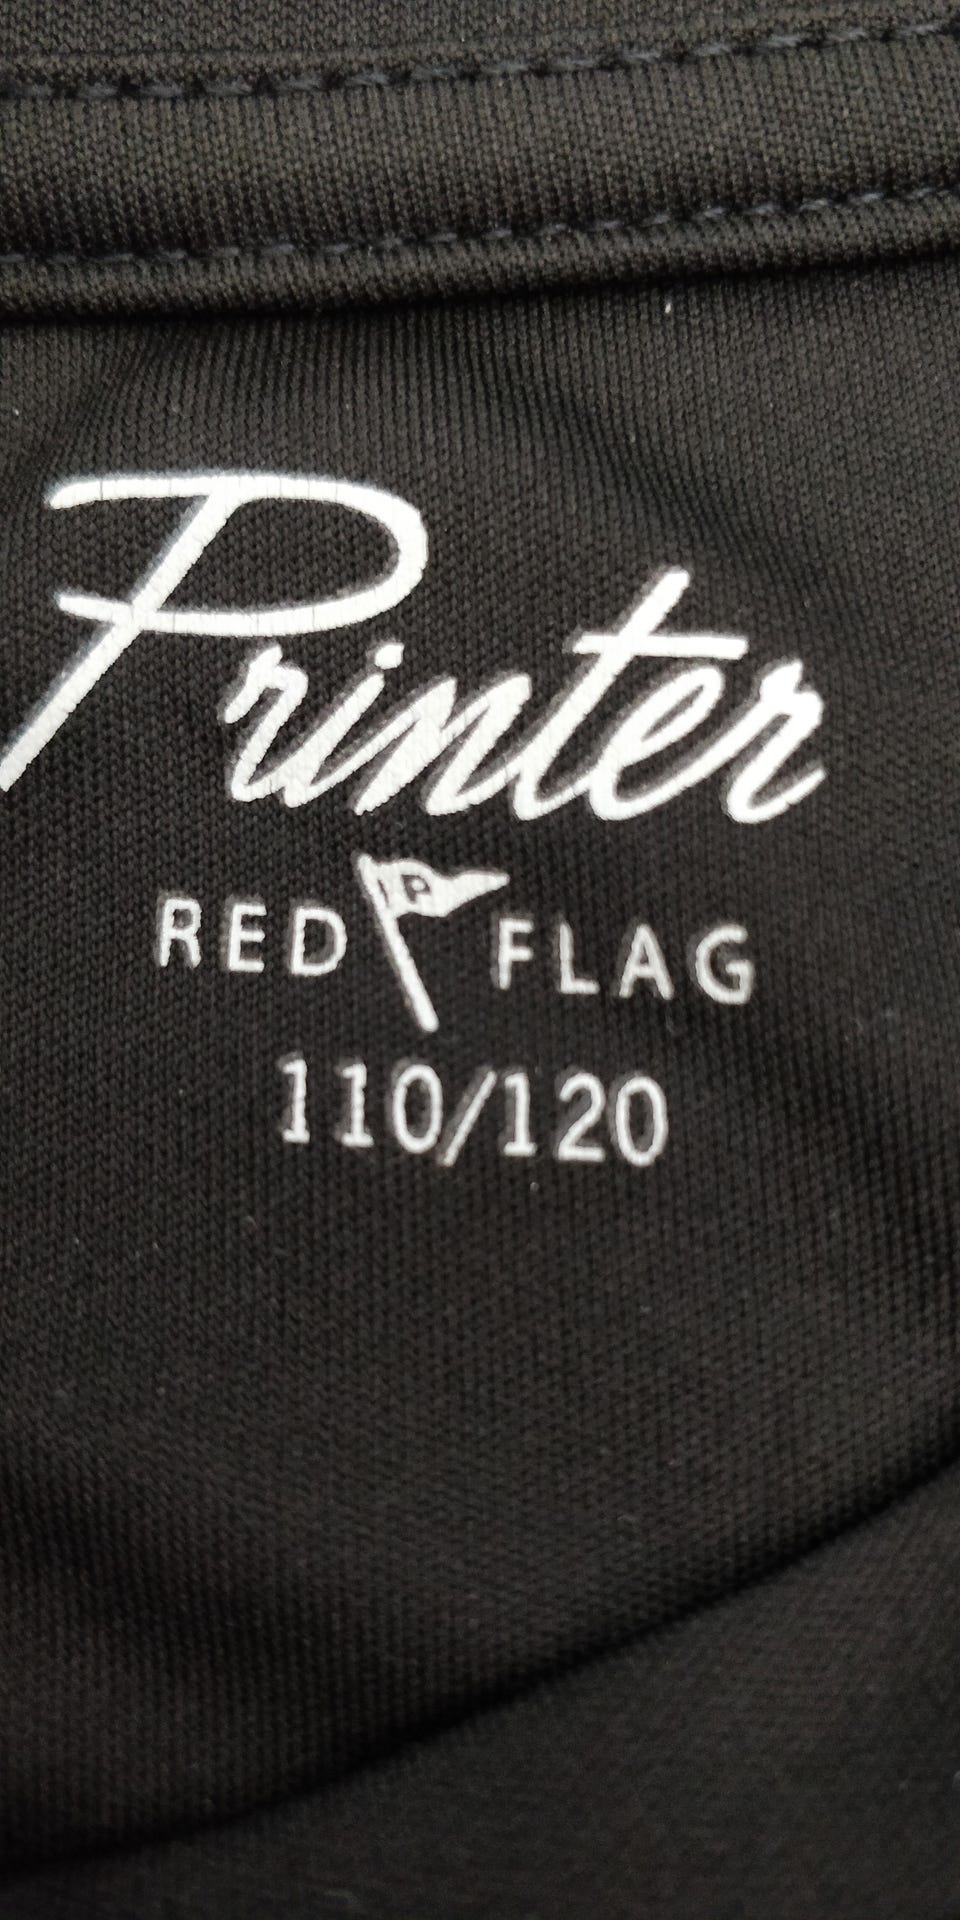 Printer
RED P FLAG
110/120